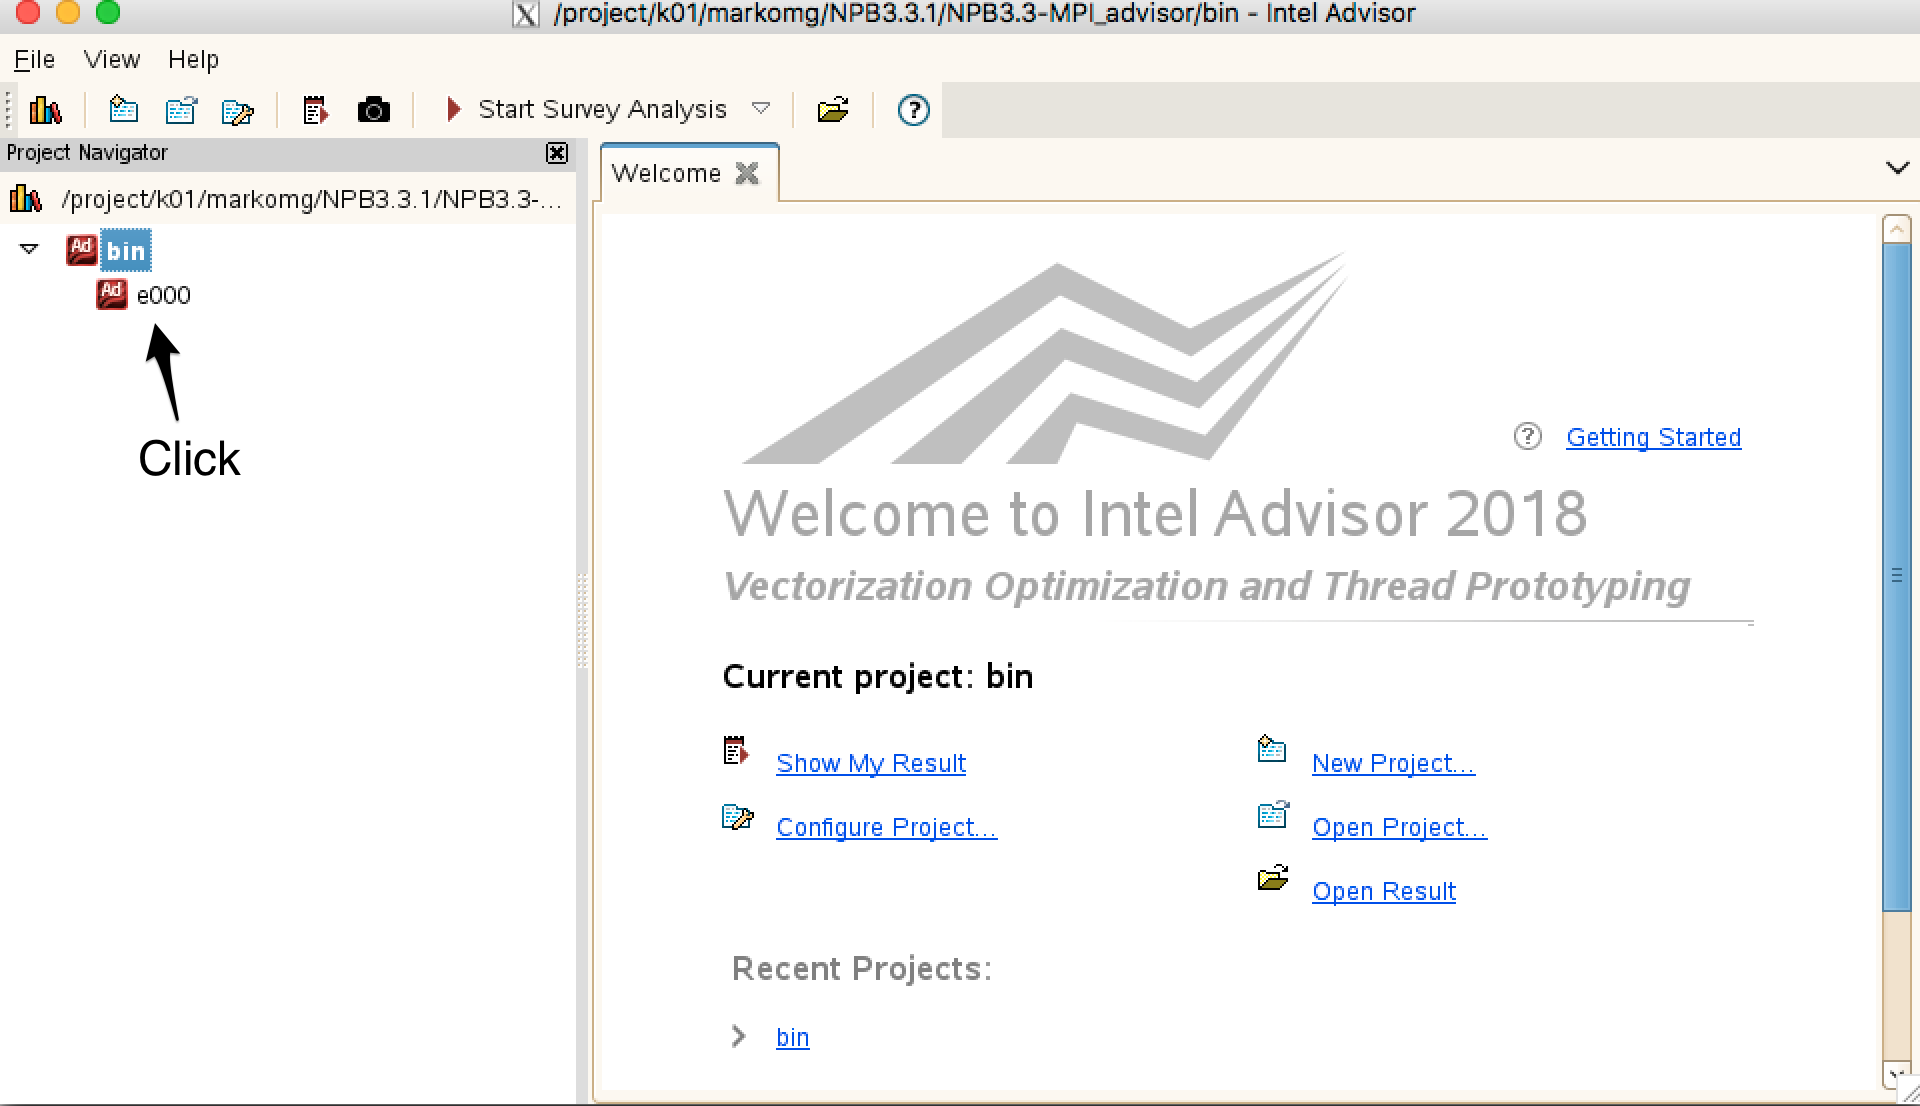 /project/k01/markomg/NPB3.3.1/NPB3.3-MPI_advisor/bin - Intel Advisor
File View Help
Start Survey Analysis
Project Navigator
/project/k01/markomg/NPB3.3.1/NPB3.3-...
Ad bin
Ad e000
Click
Welcome
Getting Started
Welcome to Intel Advisor 2018
Vectorization Optimization and Thread Prototyping
Current project: bin
Show My Result
New Project...
Configure Project...
Open Project...
Open Result
Recent Projects:
bin